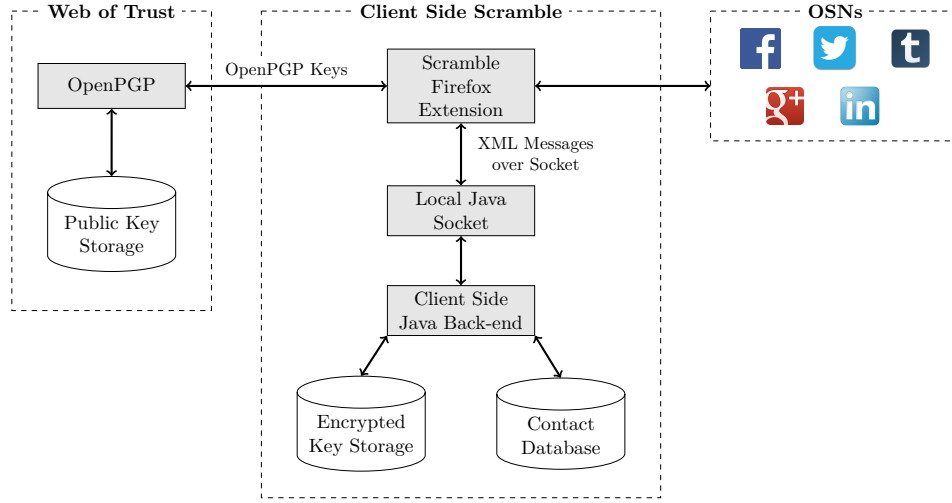 Web of Trust
Client Side Scramble
OSNs
OpenPGP
OpenPGP Keys
Scramble
Firefox
Extension
f
t
g+
in
XML Messages
over Socket
Public Key
Storage
Local Java
Socket
Client Side
Java Back-end
Encrypted
Key Storage
Contact
Database